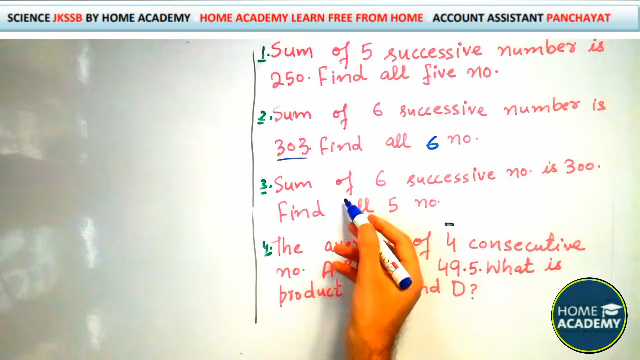 SCIENCE JKSSB BY HOME ACADEMY HOME ACADEMY LEARN FREE FROM HOME ACCOUNT ASSISTANT PANCHAYAT
1. Sum of 5 successive number is
250. Find all five no.
2. Sum of 6 successive number is
303. Find all 6 no.
3. Sum of 6 successive no. is 300.
Find all 5 no.
4. The of 4 consecutive
no. 49.5. What is
product D?
HOME
ACADEMY